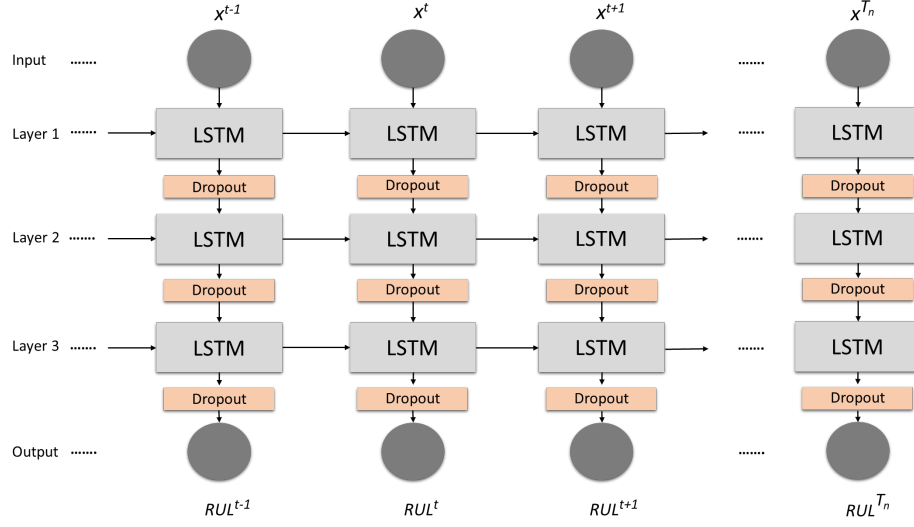 x^{t-1} x^{t} x^{t+1} x^{T_n}
Input ....... .......
Layer 1 ....... LSTM LSTM LSTM ....... LSTM
Dropout Dropout Dropout Dropout
Layer 2 ....... LSTM LSTM LSTM ....... LSTM
Dropout Dropout Dropout Dropout
Layer 3 ....... LSTM LSTM LSTM ....... LSTM
Dropout Dropout Dropout Dropout
Output ....... .......
RUL^{t-1} RUL^{t} RUL^{t+1} RUL^{T_n}